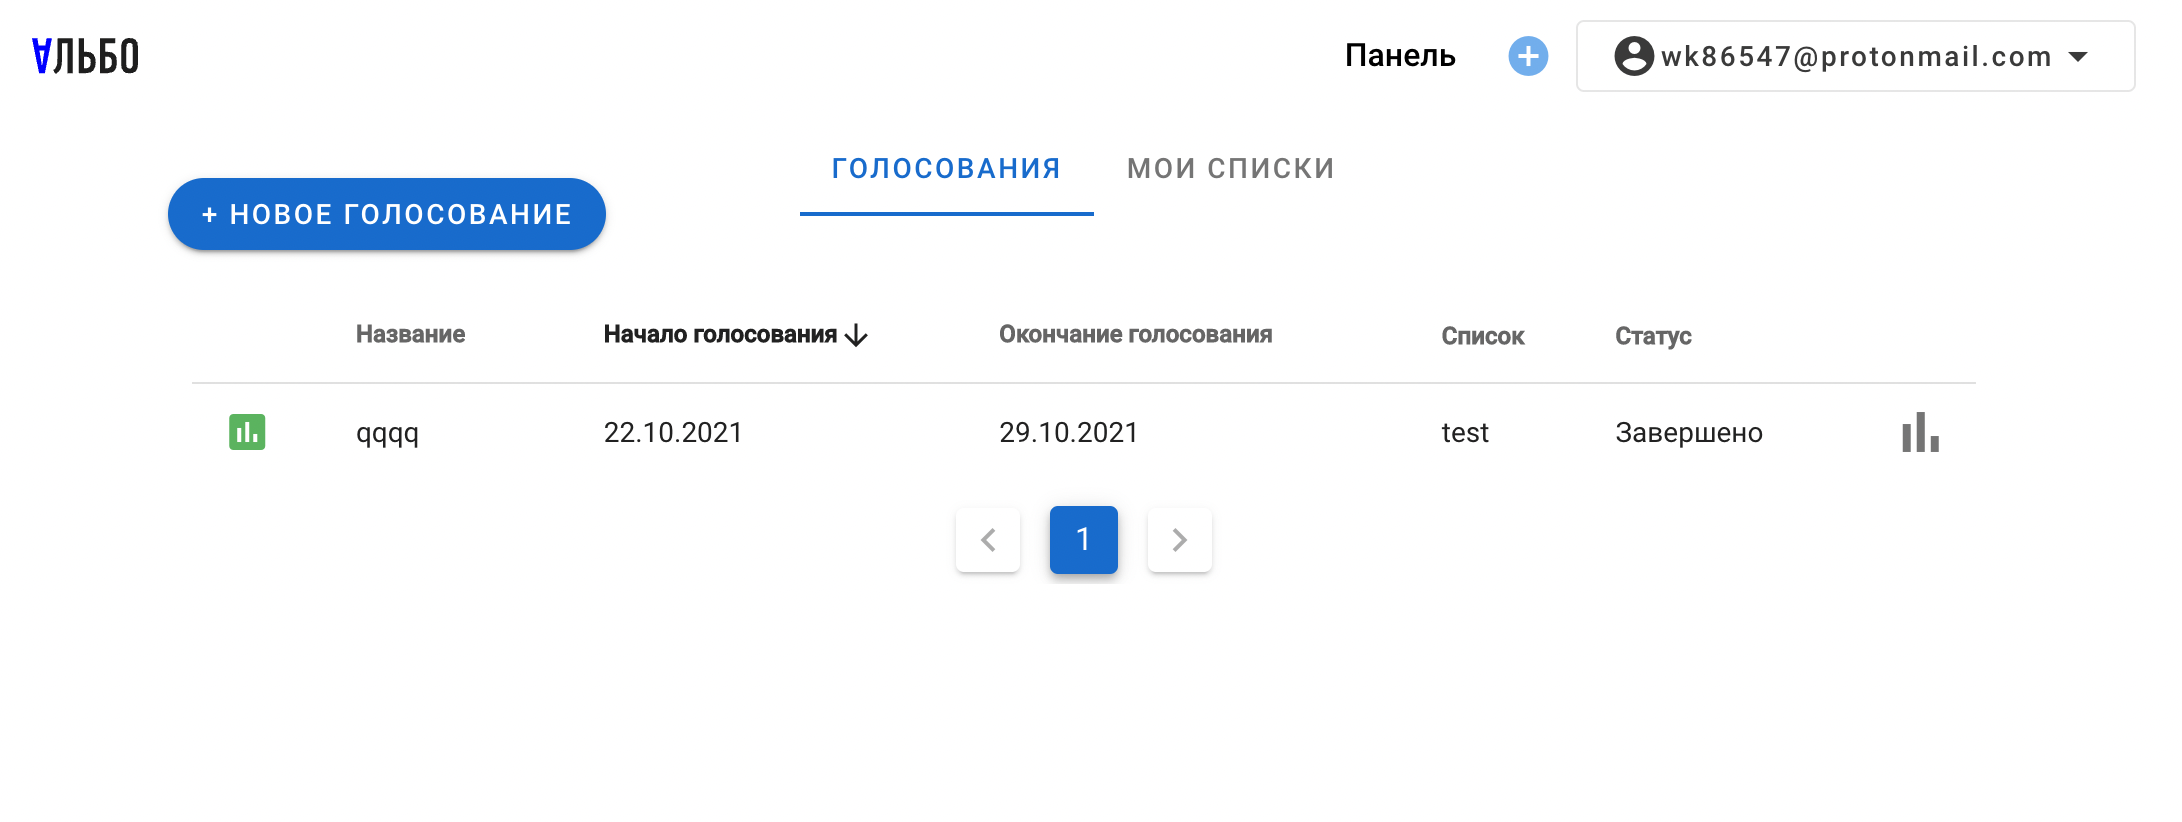 ∀ЛЬБО
Панель
wk86547@protonmail.com
ГОЛОСОВАНИЯ МОИ СПИСКИ
+ НОВОЕ ГОЛОСОВАНИЕ
Название Начало голосования Окончание голосования Список Статус
qqqq 22.10.2021 29.10.2021 test Завершено
1